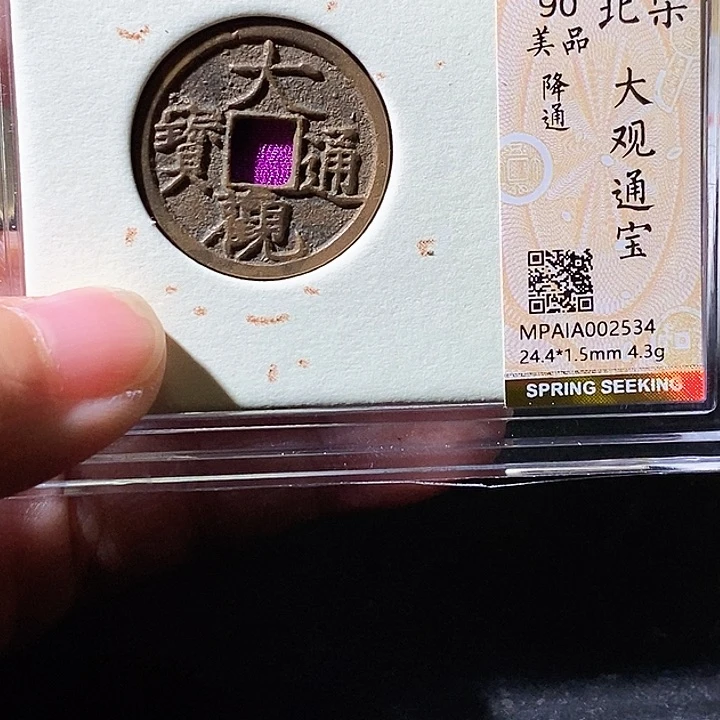 大觀通寶
北宋
大观通宝
90
美品
降通
MPAIA002534
24.4*1.5mm 4.3g
SPRING SEEKING